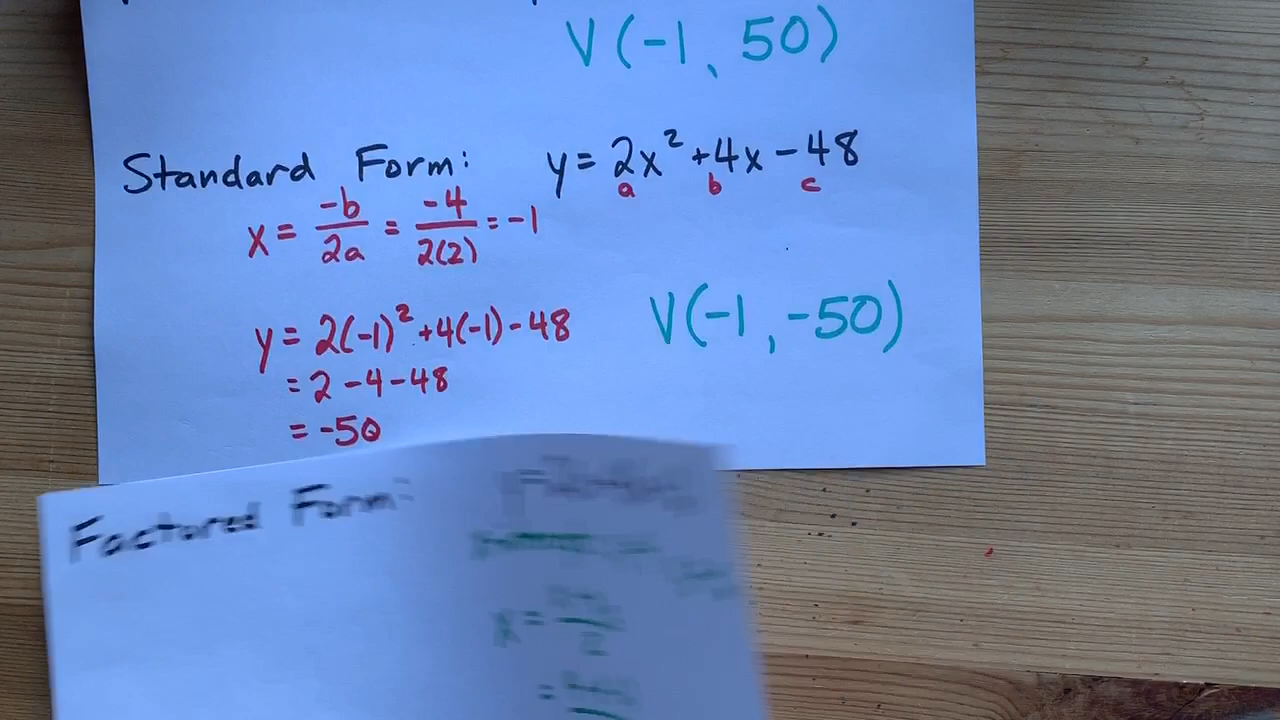 V(-1, 50)
Standard Form: y = 2x² + 4x - 48
a b c
x = -b/2a = -4/2(2) = -1
y = 2(-1)² + 4(-1) - 48
V(-1, -50)
= 2 - 4 - 48
= -50
Factored Form: